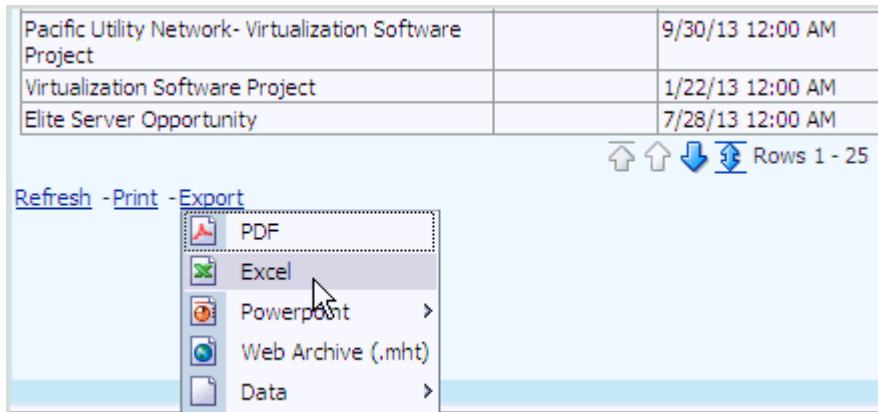 Pacific Utility Network- Virtualization Software 9/30/13 12:00 AM
Project
Virtualization Software Project 1/22/13 12:00 AM
Elite Server Opportunity 7/28/13 12:00 AM
Rows 1 - 25
Refresh -Print -Export
PDF
Excel
Powerpoint
Web Archive (.mht)
Data